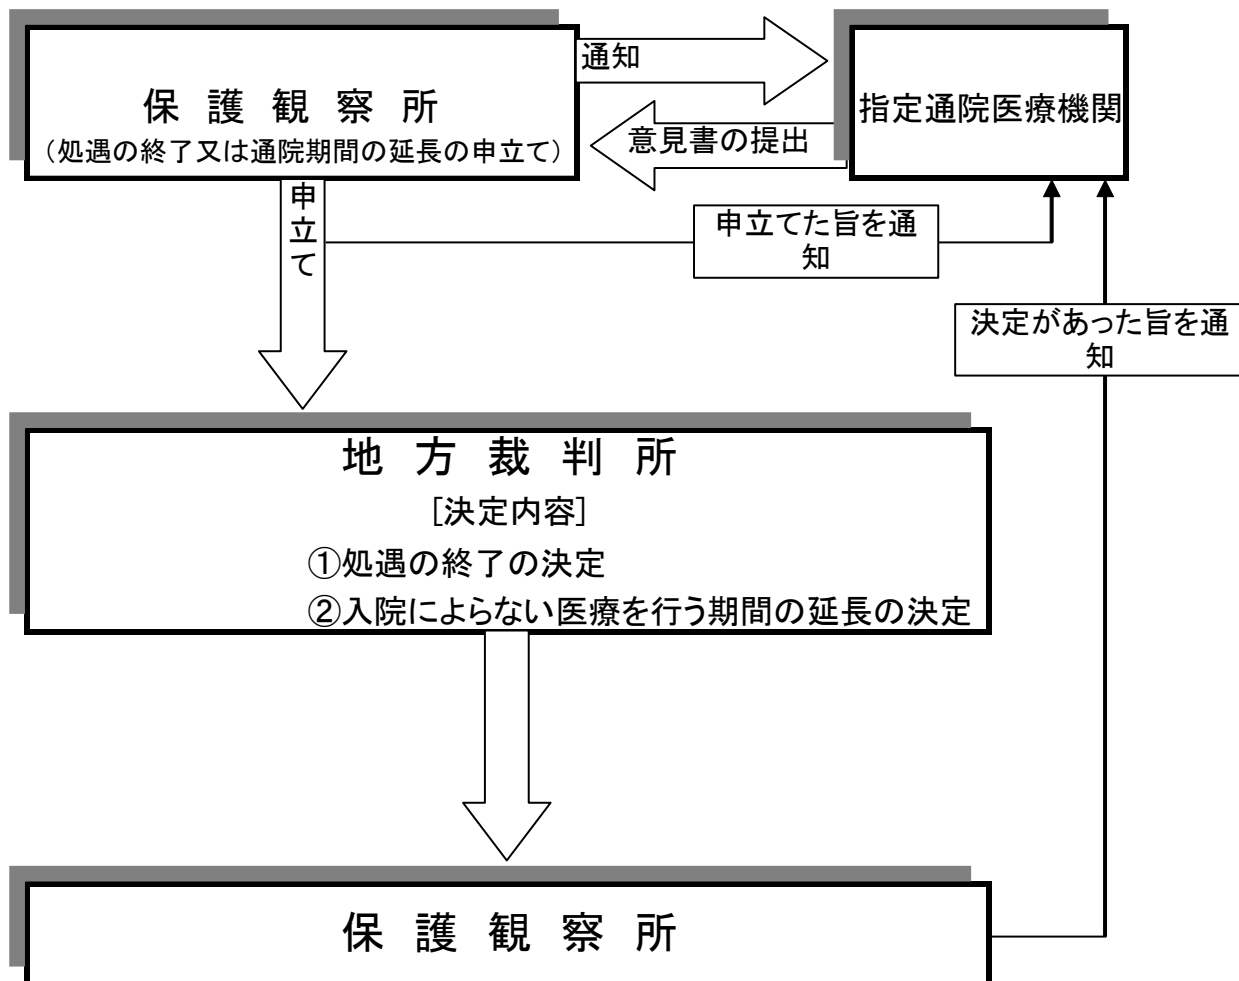 通知
保護観察所
（処遇の終了又は通院期間の延長の申立て）
指定通院医療機関
意見書の提出
申立て
申立てた旨を通
知
決定があった旨を通
知
地方裁判所
［決定内容］
①処遇の終了の決定
②入院によらない医療を行う期間の延長の決定
保護観察所